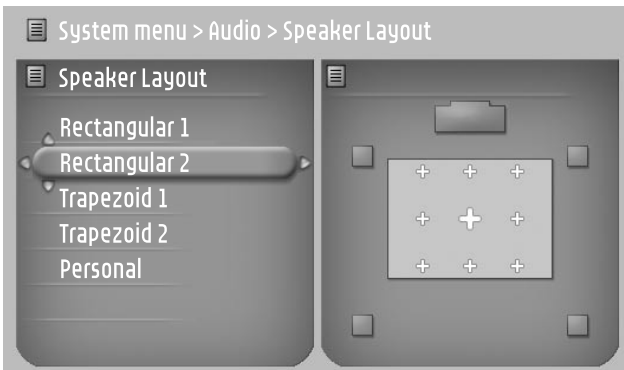 System menu > Audio > Speaker Layout
Speaker Layout
Rectangular 1
Rectangular 2
Trapezoid 1
Trapezoid 2
Personal